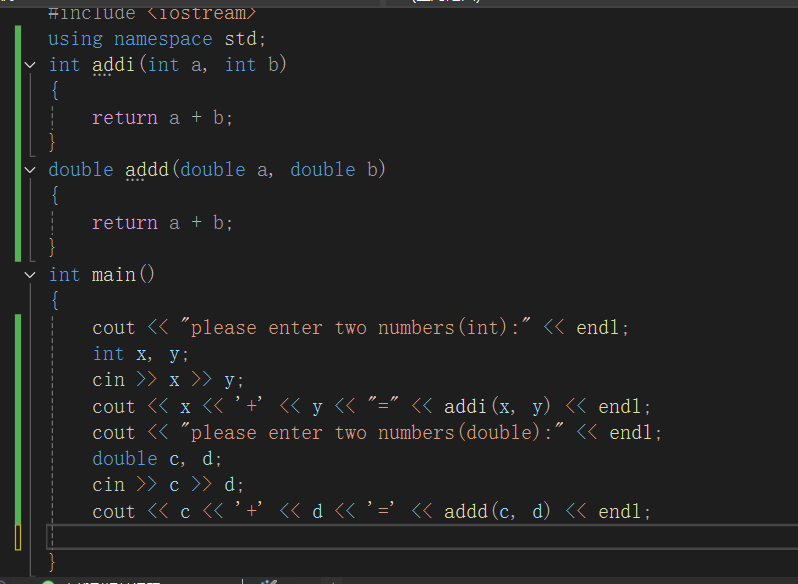 #include <iostream>
using namespace std;
int addi(int a, int b)
{
return a + b;
}
double addd(double a, double b)
{
return a + b;
}
int main()
{
cout << "please enter two numbers(int):" << endl;
int x, y;
cin >> x >> y;
cout << x << '+' << y << "=" << addi(x, y) << endl;
cout << "please enter two numbers(double):" << endl;
double c, d;
cin >> c >> d;
cout << c << '+' << d << '=' << addd(c, d) << endl;
}